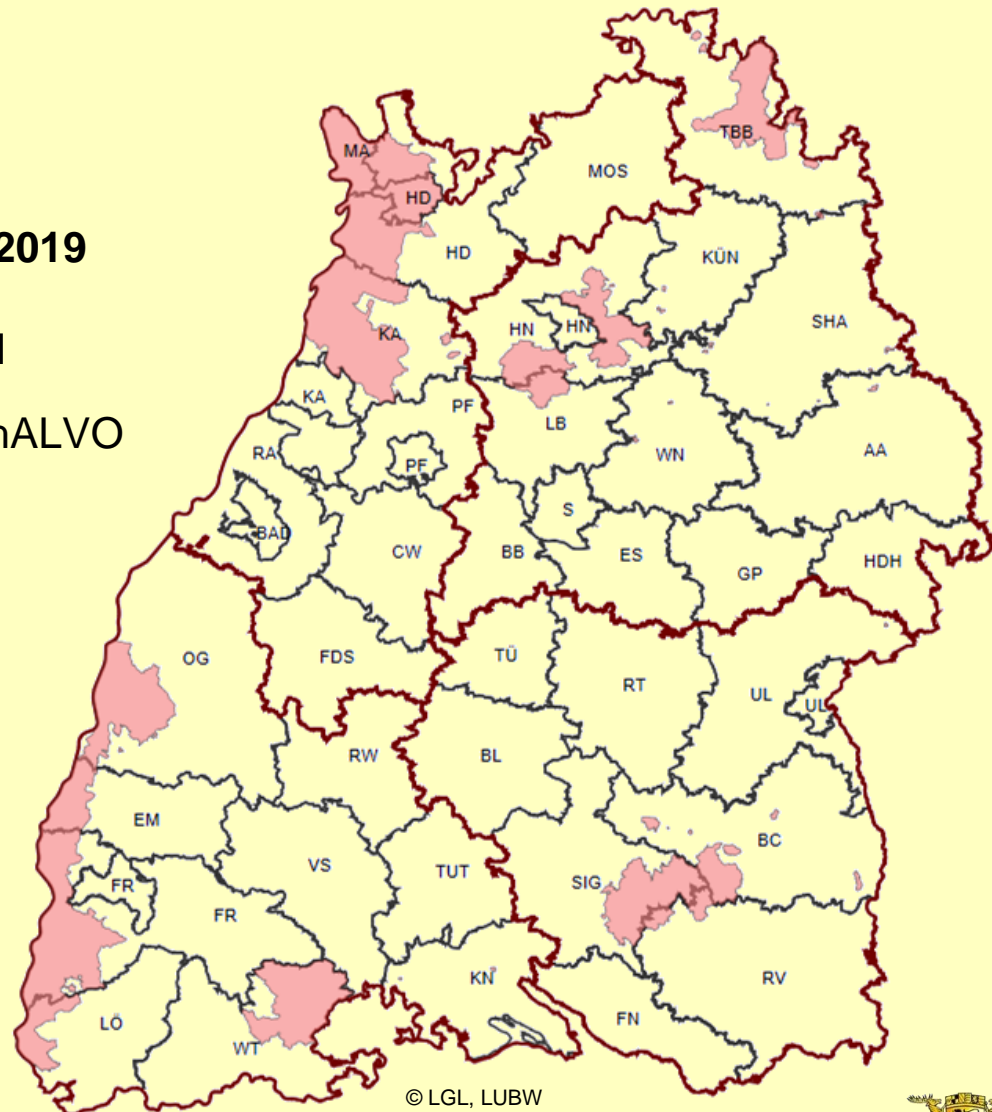 2019
ALVO
MA
TBB
MOS
HD
HD
KÜN
SHA
HN
HN
KA
KA
PF
LB
AA
RA
PF
WN
S
BAD
CW
BB
ES
GP
HDH
OG
FDS
TÜ
RT
UL
UL
RW
BL
EM
BC
VS
TUT
SIG
FR
FR
KN
RV
LÖ
WT
FN
© LGL, LUBW